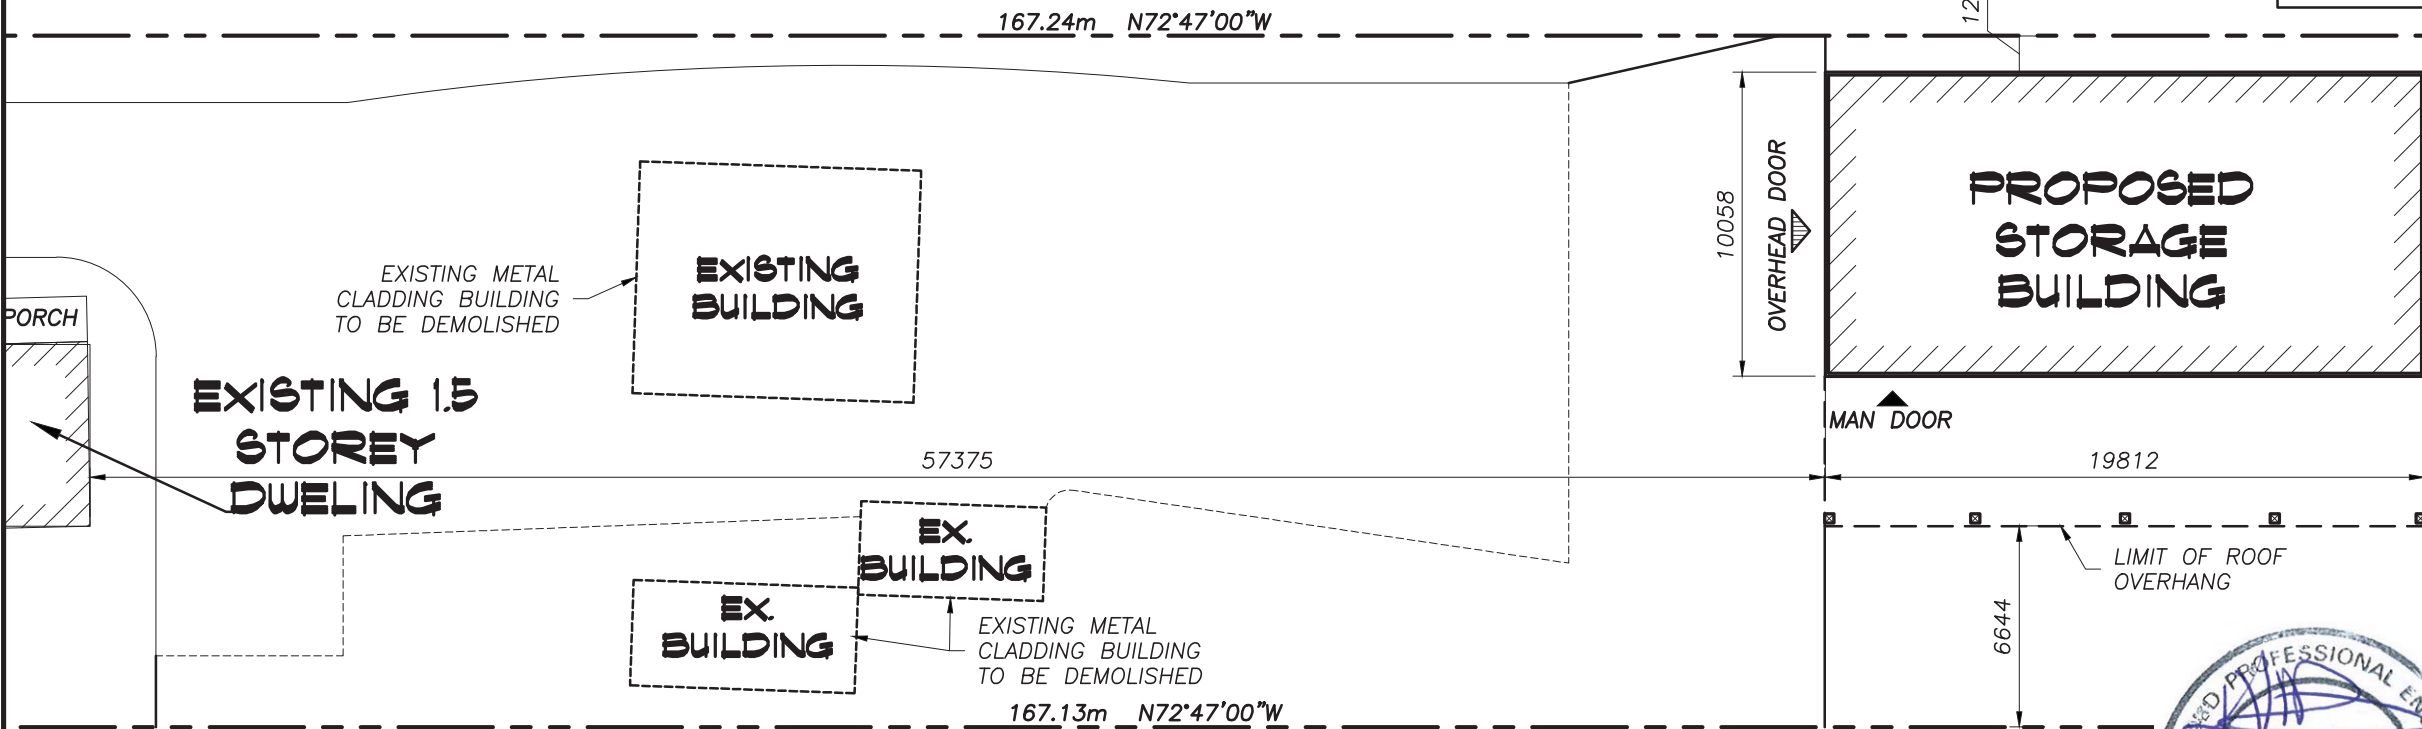 167.24m N72°47'00"W
12
10058
OVERHEAD DOOR
PROPOSED
STORAGE
BUILDING
EXISTING METAL
CLADDING BUILDING
TO BE DEMOLISHED
EXISTING
BUILDING
PORCH
EXISTING 1.5
STOREY
DWELING
MAN DOOR
57375
19812
EX.
BUILDING
EX.
BUILDING
EXISTING METAL
CLADDING BUILDING
TO BE DEMOLISHED
LIMIT OF ROOF
OVERHANG
6644
PROFESSIONAL
167.13m N72°47'00"W